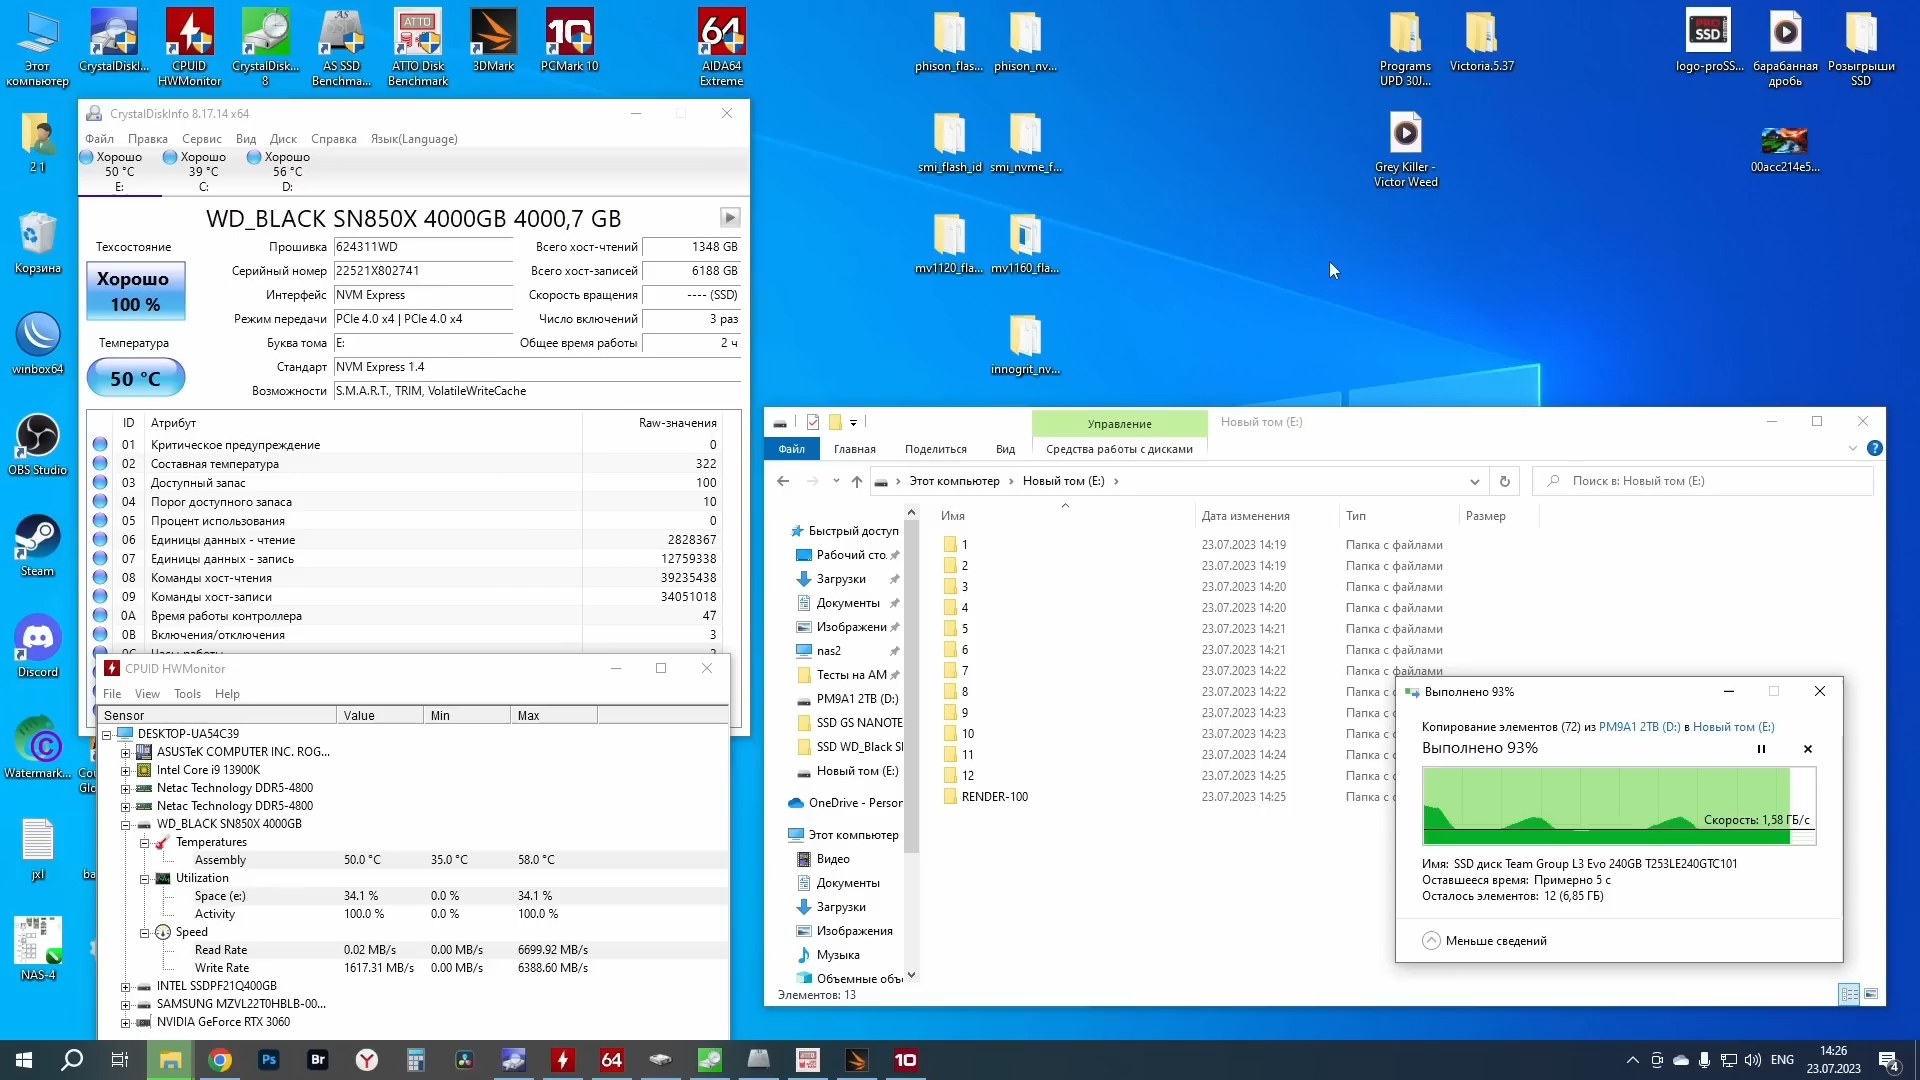 Этот
компьютер
CrystalDiskI...
CPUID
HWMonitor
CrystalDisk...
8
AS SSD
Benchma...
ATTO Disk
Benchmark
3DMark
PCMark 10
AIDA64
Extreme
phison_flas...
phison_nv...
Programs
UPD 30J...
Victoria.5.37
logo-proSS...
барабанная
дробь
Розыгрыши
SSD
2 1
Корзина
winbox64
OBS Studio
Steam
Discord
Watermark...
jxl
NAS-4
smi_flash_id
smi_nvme_f...
Grey Killer -
Victor Weed
00acc214e5...
mv1120_fla...
mv1160_fla...
innogrit_nv...
CrystalDiskInfo 8.17.14 x64
Файл Правка Сервис Вид Диск Справка Язык(Language)
Хорошо Хорошо Хорошо
50 °C 39 °C 56 °C
E: C: D:
WD_BLACK SN850X 4000GB 4000,7 GB
Техсостояние
Хорошо
100 %
Температура
50 °C
Прошивка 624311WD
Серийный номер 22521X802741
Интерфейс NVM Express
Режим передачи PCIe 4.0 x4 | PCIe 4.0 x4
Буква тома E:
Стандарт NVM Express 1.4
Возможности S.M.A.R.T., TRIM, VolatileWriteCache
Всего хост-чтений 1348 GB
Всего хост-записей 6188 GB
Скорость вращения ---- (SSD)
Число включений 3 раз
Общее время работы 2 ч
ID Атрибут Raw-значения
01 Критическое предупреждение 0
02 Составная температура 322
03 Доступный запас 100
04 Порог доступного запаса 10
05 Процент использования 0
06 Единицы данных - чтение 2828367
07 Единицы данных - запись 12759338
08 Команды хост-чтения 39235438
09 Команды хост-записи 34051018
0A Время работы контроллера 47
0B Включения/отключения 3
CPUID HWMonitor
File View Tools Help
Sensor Value Min Max
DESKTOP-UA54C39
ASUSTeK COMPUTER INC. ROG...
Intel Core i9 13900K
Netac Technology DDR5-4800
Netac Technology DDR5-4800
WD_BLACK SN850X 4000GB
Temperatures
Assembly 50.0 °C 35.0 °C 58.0 °C
Utilization
Space (e:) 34.1 % 0.0 % 34.1 %
Activity 100.0 % 0.0 % 100.0 %
Speed
Read Rate 0.02 MB/s 0.00 MB/s 6699.92 MB/s
Write Rate 1617.31 MB/s 0.00 MB/s 6388.60 MB/s
INTEL SSDPF21Q400GB
SAMSUNG MZVL22T0HBLB-00...
NVIDIA GeForce RTX 3060
Управление Новый том (E:)
Файл Главная Поделиться Вид Средства работы с дисками
Этот компьютер › Новый том (E:) ›
Поиск в: Новый том (E:)
Быстрый доступ
Рабочий сто.
Загрузки
Документы
Изображени
nas2
Тесты на AM
PM9A1 2TB (D:)
SSD GS NANOTE
SSD WD_Black S
Новый том (E:)
OneDrive - Person
Этот компьютер
Видео
Документы
Загрузки
Изображения
Музыка
Объемные объ
Имя Дата изменения Тип Размер
1 23.07.2023 14:19 Папка с файлами
2 23.07.2023 14:19 Папка с файлами
3 23.07.2023 14:20 Папка с файлами
4 23.07.2023 14:20 Папка с файлами
5 23.07.2023 14:21 Папка с файлами
6 23.07.2023 14:21 Папка с файлами
7 23.07.2023 14:22 Папка с файлами
8 23.07.2023 14:22 Папка с
9 23.07.2023 14:23 Папка с
10 23.07.2023 14:23 Папка с
11 23.07.2023 14:24 Папка с
12 23.07.2023 14:25 Папка с
RENDER-100 23.07.2023 14:25 Папка с
Элементов: 13
Выполнено 93%
Копирование элементов (72) из PM9A1 2TB (D:) в Новый том (E:)
Выполнено 93%
Скорость: 1,58 ГБ/с
Имя: SSD диск Team Group L3 Evo 240GB T253LE240GTC101
Оставшееся время: Примерно 5 с
Осталось элементов: 12 (6,85 ГБ)
Меньше сведений
ENG
14:26
23.07.2023
4